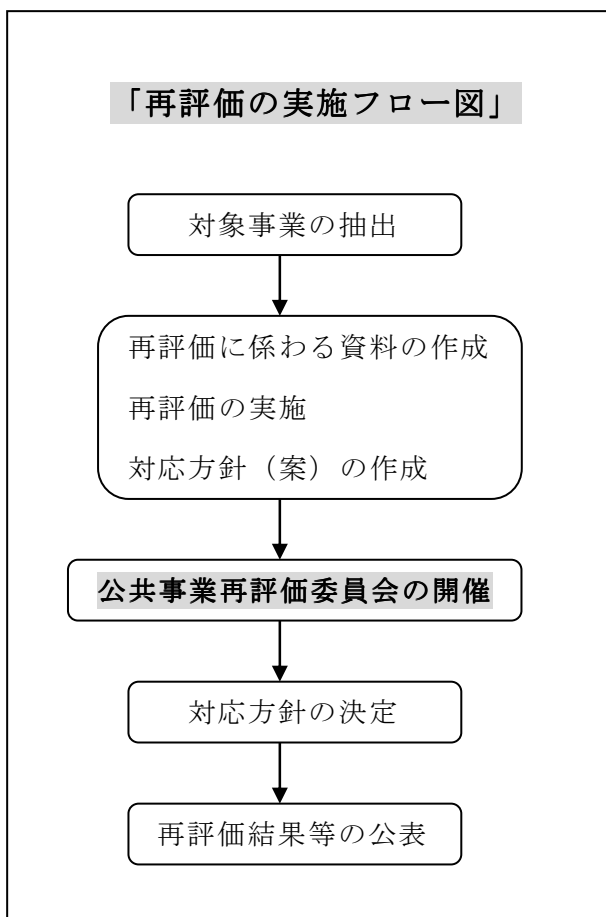 「再評価の実施フロー図」
対象事業の抽出
再評価に係わる資料の作成
再評価の実施
対応方針（案）の作成
公共事業再評価委員会の開催
対応方針の決定
再評価結果等の公表